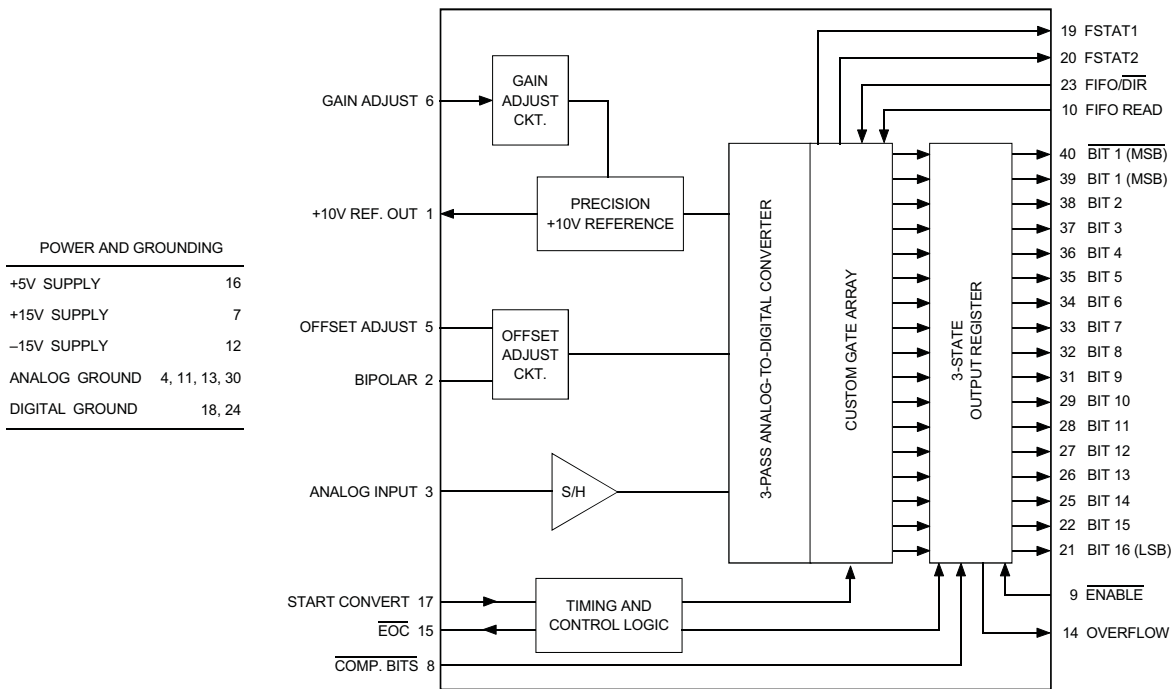 19 FSTAT1
20 FSTAT2
23 FIFO/DIR
10 FIFO READ
GAIN
ADJUST
CKT.
GAIN ADJUST 6
PRECISION
+10V REFERENCE
+10V REF. OUT 1
OFFSET ADJUST 5
BIPOLAR 2
OFFSET
ADJUST
CKT.
ANALOG INPUT 3
S/H
START CONVERT 17
EOC 15
COMP. BITS 8
TIMING AND
CONTROL LOGIC
3-PASS ANALOG-TO-DIGITAL CONVERTER
CUSTOM GATE ARRAY
3-STATE
OUTPUT REGISTER
40 BIT 1 (MSB)
39 BIT 1 (MSB)
38 BIT 2
37 BIT 3
36 BIT 4
35 BIT 5
34 BIT 6
33 BIT 7
32 BIT 8
31 BIT 9
29 BIT 10
28 BIT 11
27 BIT 12
26 BIT 13
25 BIT 14
22 BIT 15
21 BIT 16 (LSB)
9 ENABLE
14 OVERFLOW
POWER AND GROUNDING
+5V SUPPLY 16
+15V SUPPLY 7
–15V SUPPLY 12
ANALOG GROUND 4, 11, 13, 30
DIGITAL GROUND 18, 24